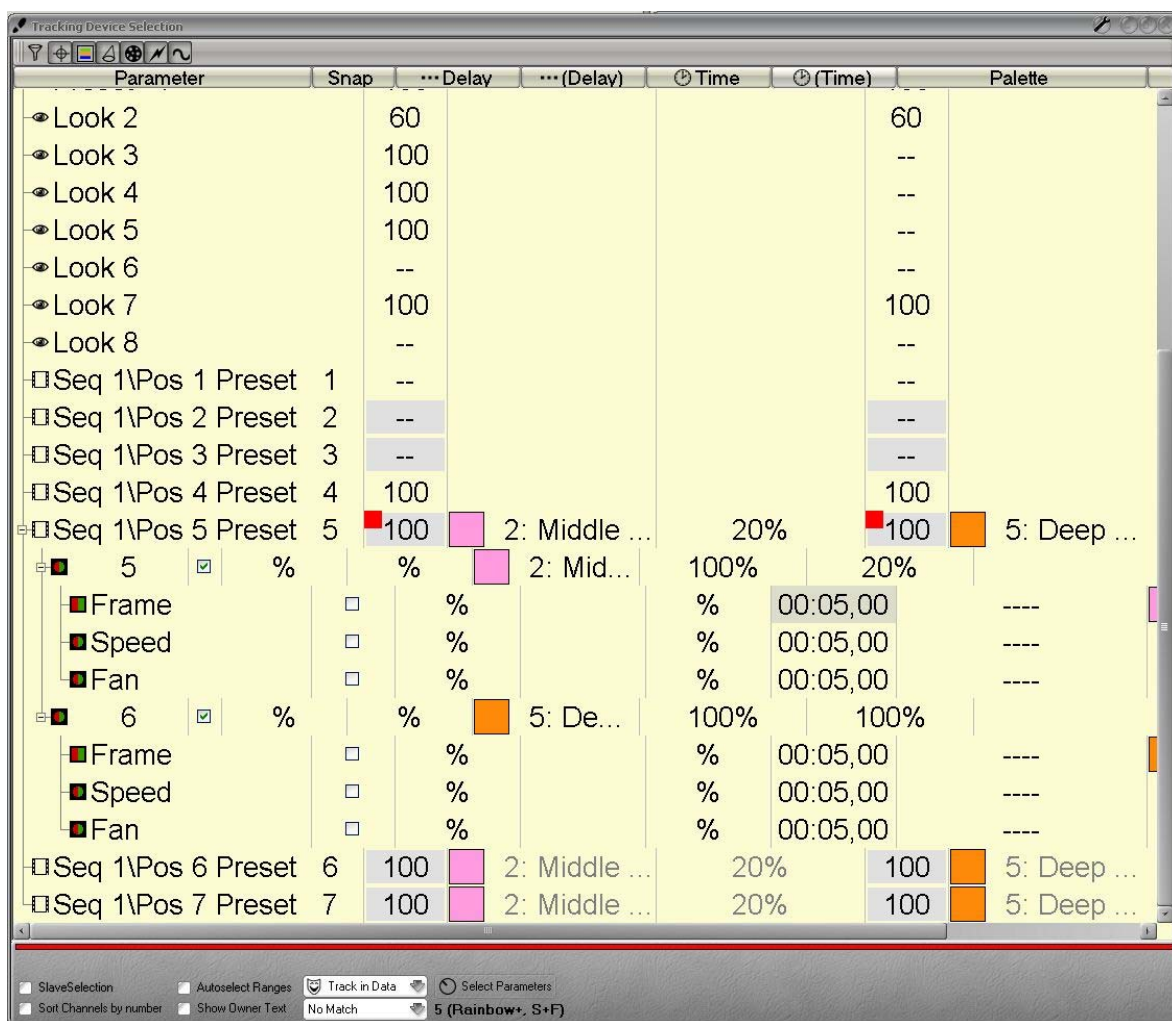 Tracking Device Selection
Parameter Snap ···Delay ···(Delay) Time (Time) Palette
Look 2 60 60
Look 3 100 --
Look 4 100 --
Look 5 100 --
Look 6 -- --
Look 7 100 100
Look 8 -- --
Seq 1\Pos 1 Preset 1 -- --
Seq 1\Pos 2 Preset 2 -- --
Seq 1\Pos 3 Preset 3 -- --
Seq 1\Pos 4 Preset 4 100 100
Seq 1\Pos 5 Preset 5 100 2: Middle ... 20% 100 5: Deep ...
5 % % 2: Mid... 100% 20%
Frame % % 00:05,00 ----
Speed % % 00:05,00 ----
Fan % % 00:05,00 ----
6 % % 5: De... 100% 100%
Frame % % 00:05,00 ----
Speed % % 00:05,00 ----
Fan % % 00:05,00 ----
Seq 1\Pos 6 Preset 6 100 2: Middle ... 20% 100 5: Deep ...
Seq 1\Pos 7 Preset 7 100 2: Middle ... 20% 100 5: Deep ...
SlaveSelection Autoselect Ranges Track in Data Select Parameters
Sort Channels by number Show Owner Text No Match 5 (Rainbow+, S+F)